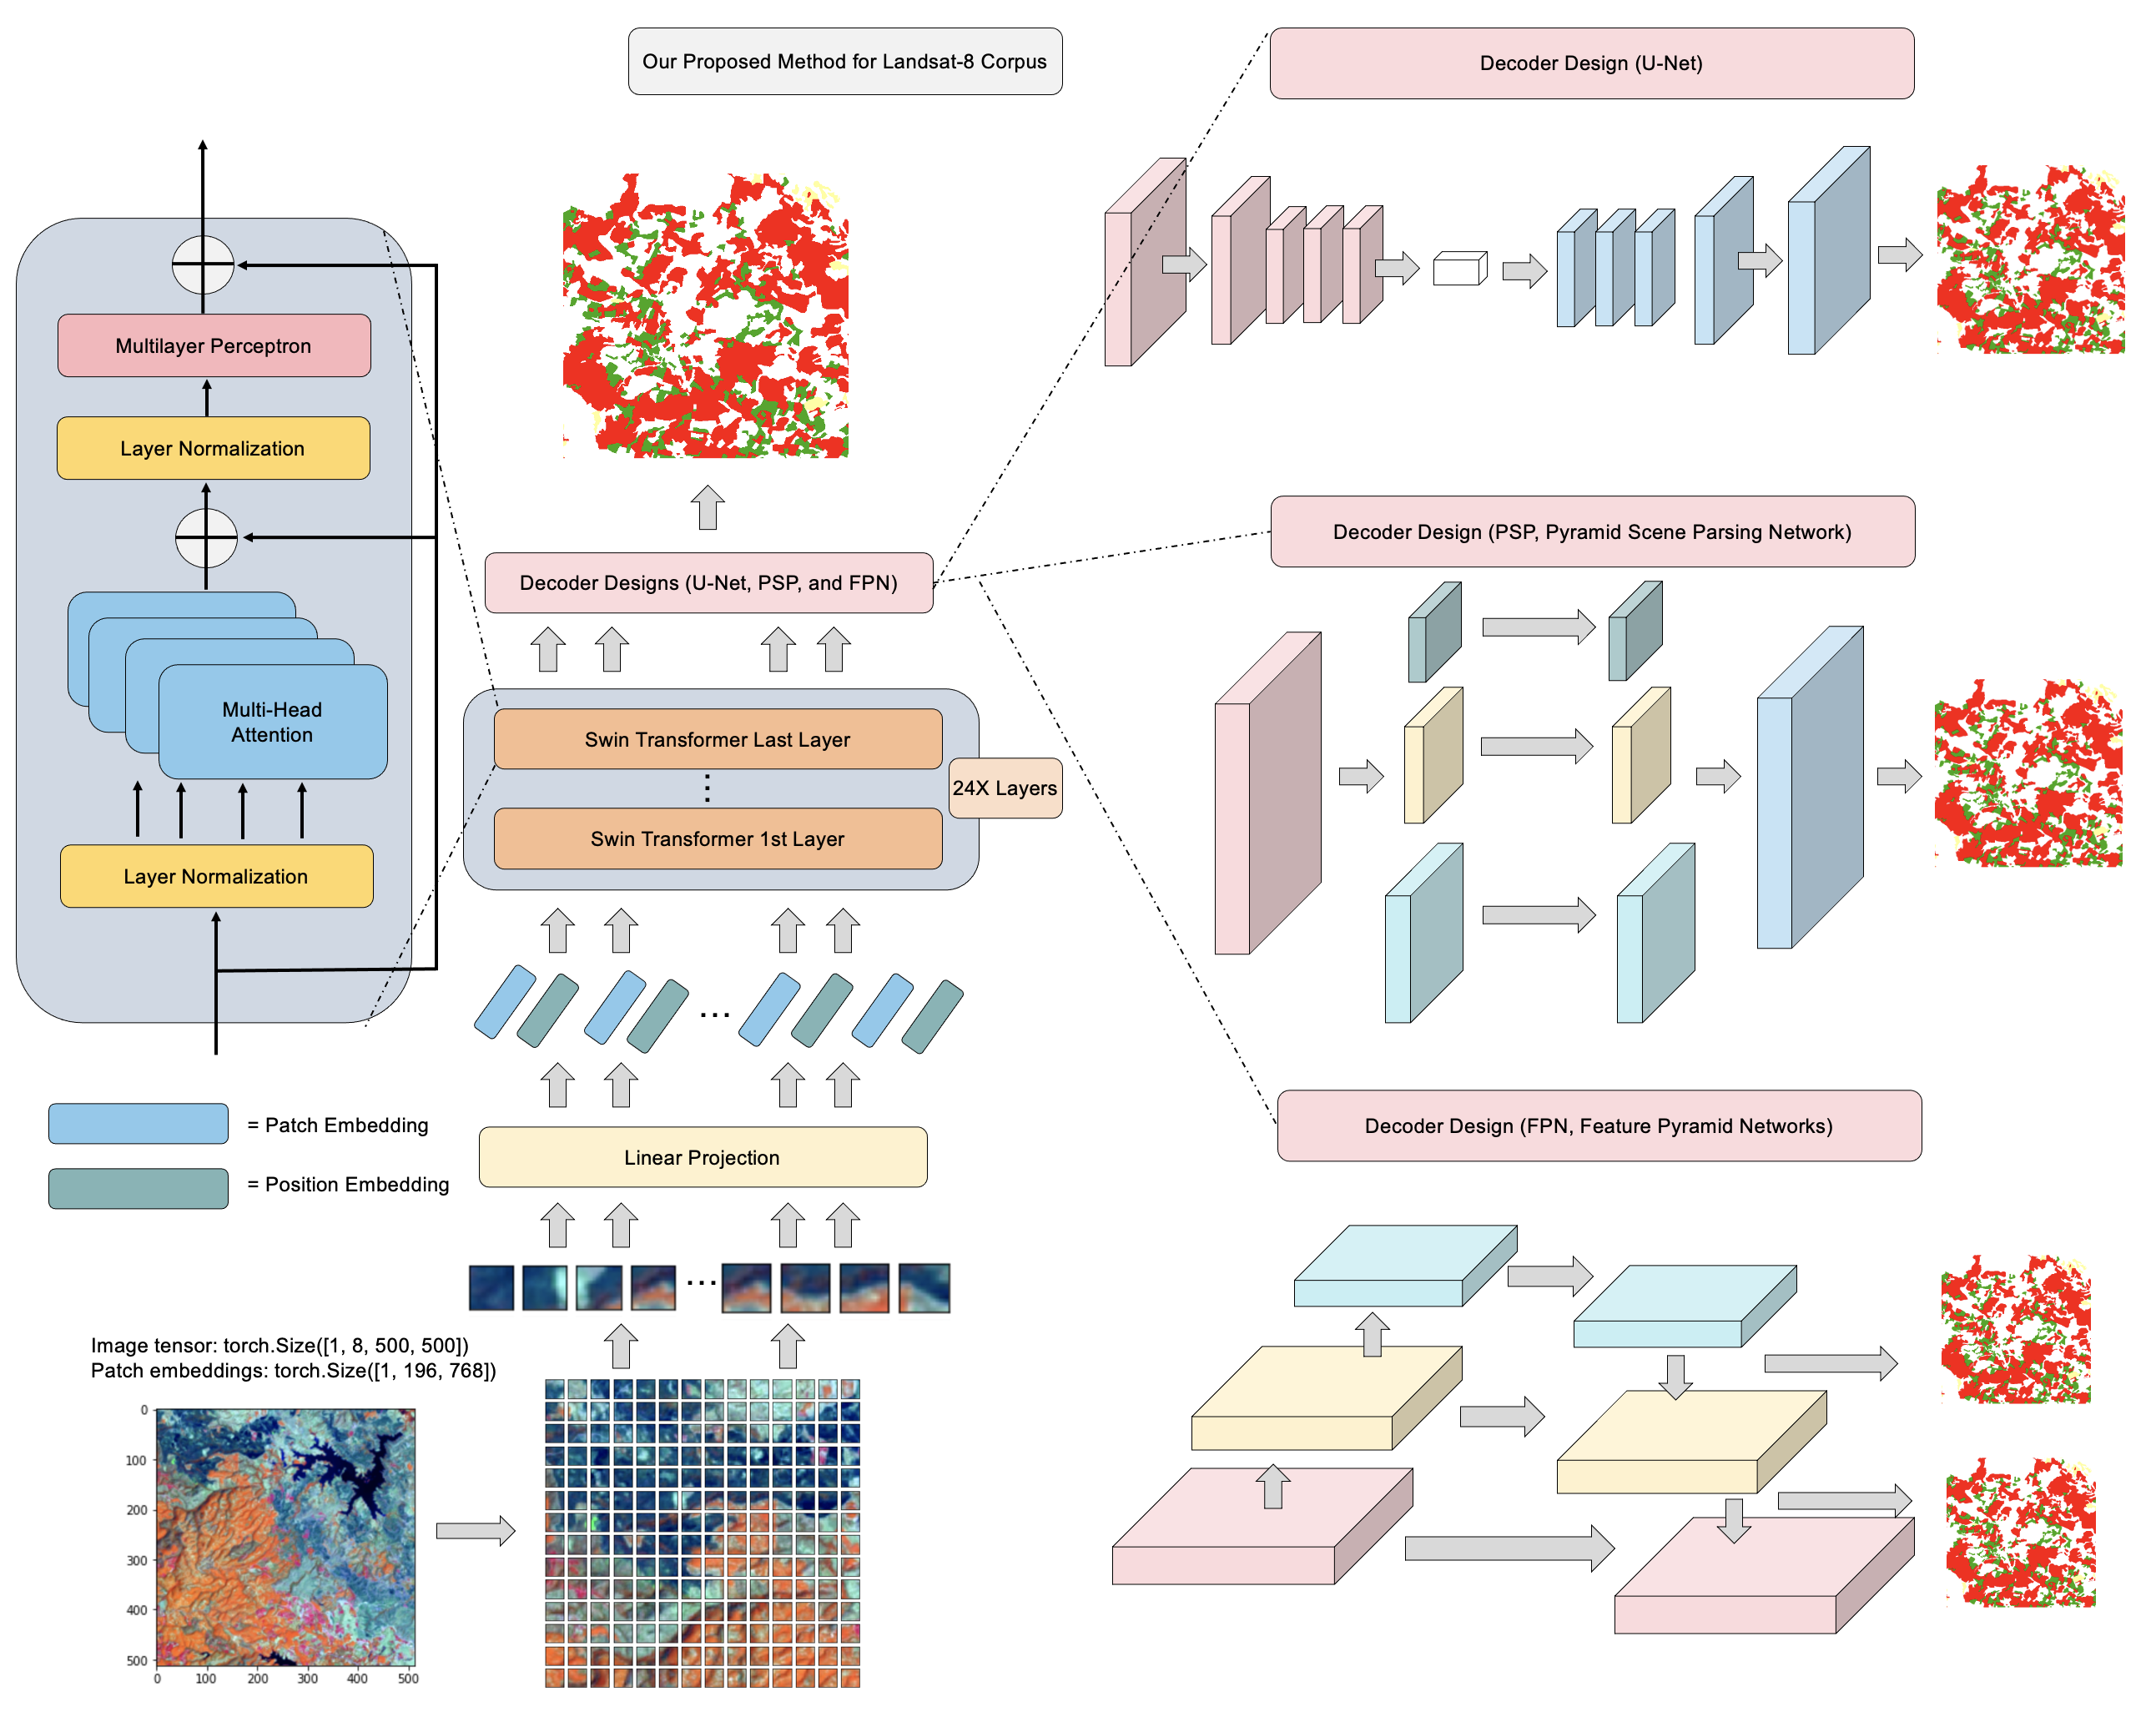 Our Proposed Method for Landsat-8 Corpus
Decoder Design (U-Net)
Multilayer Perceptron
Layer Normalization
Multi-Head
Attention
Layer Normalization
= Patch Embedding
= Position Embedding
Decoder Designs (U-Net, PSP, and FPN)
Swin Transformer Last Layer
24X Layers
Swin Transformer 1st Layer
...
Linear Projection
...
Image tensor: torch.Size([1, 8, 500, 500])
Patch embeddings: torch.Size([1, 196, 768])
0
100
200
300
400
500
0 100 200 300 400 500
Decoder Design (PSP, Pyramid Scene Parsing Network)
Decoder Design (FPN, Feature Pyramid Networks)